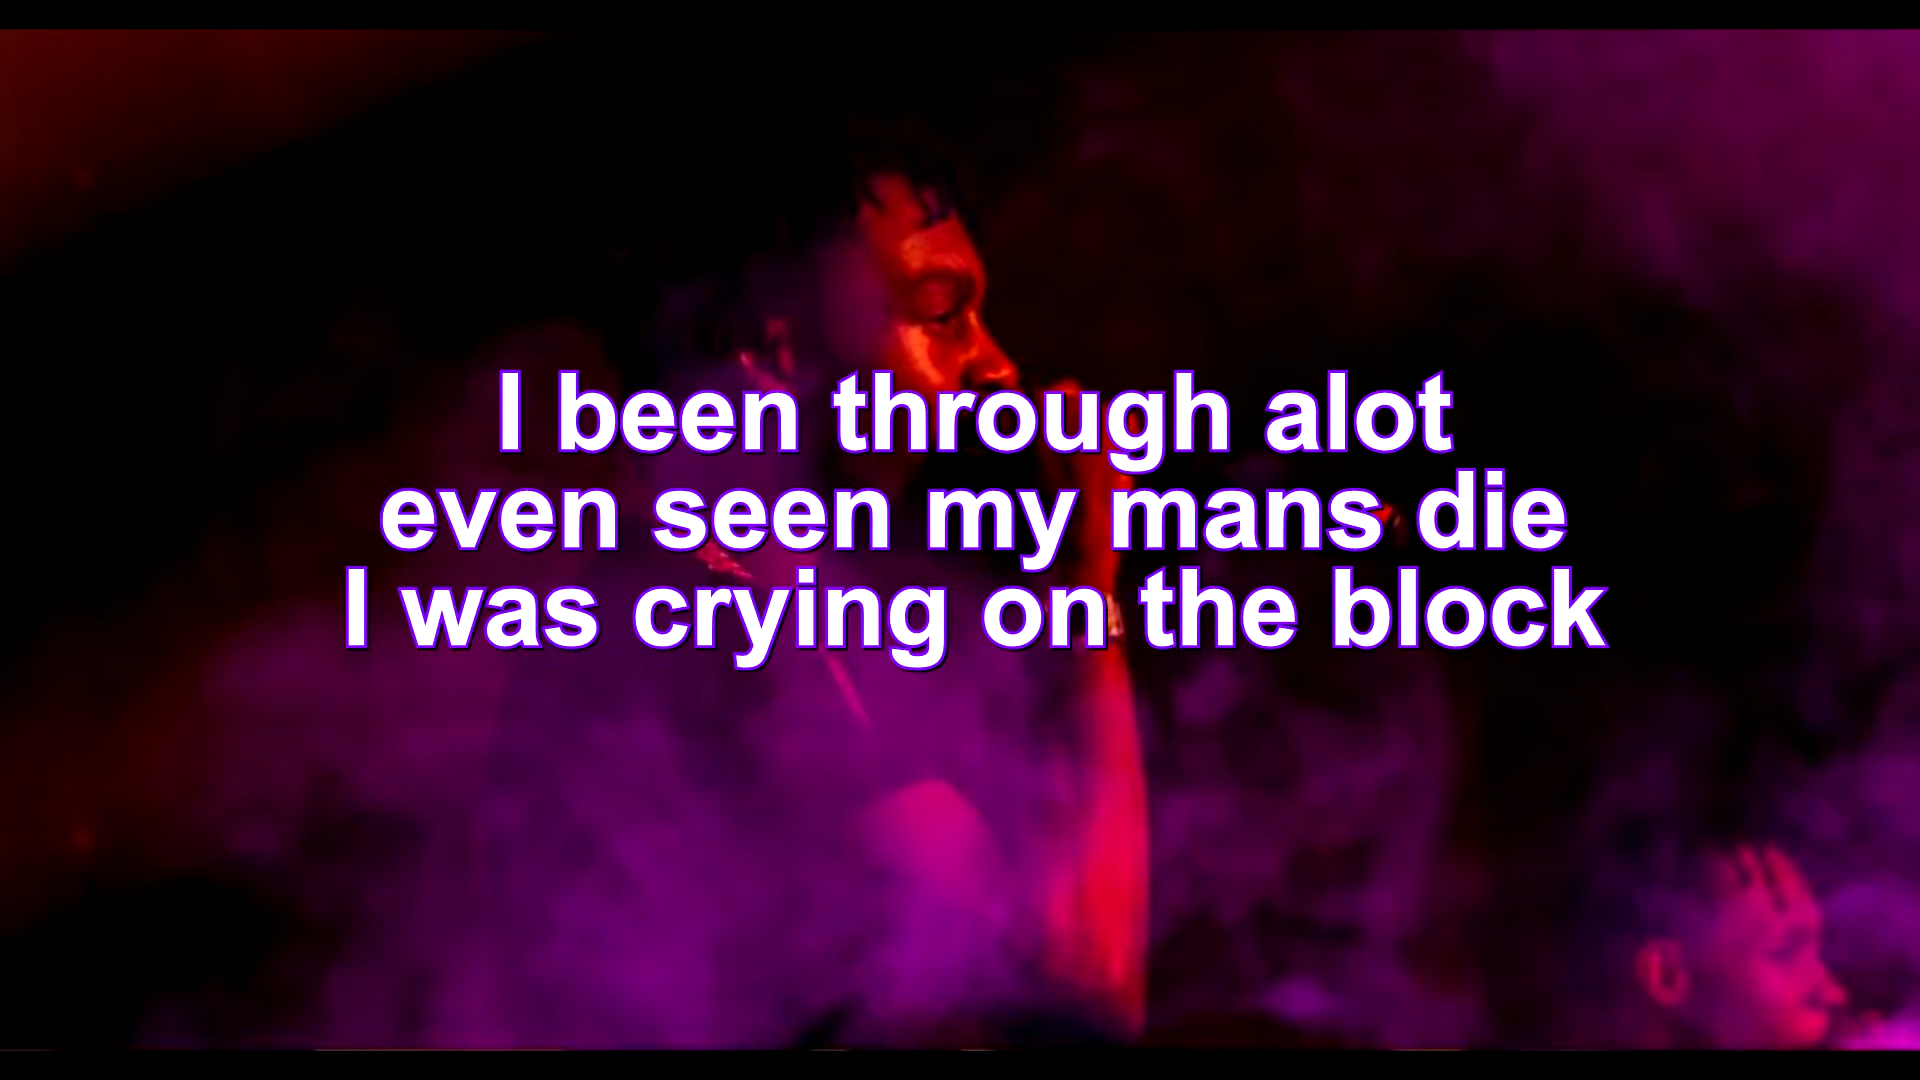 I been through alot
even seen my mans die
I was crying on the block